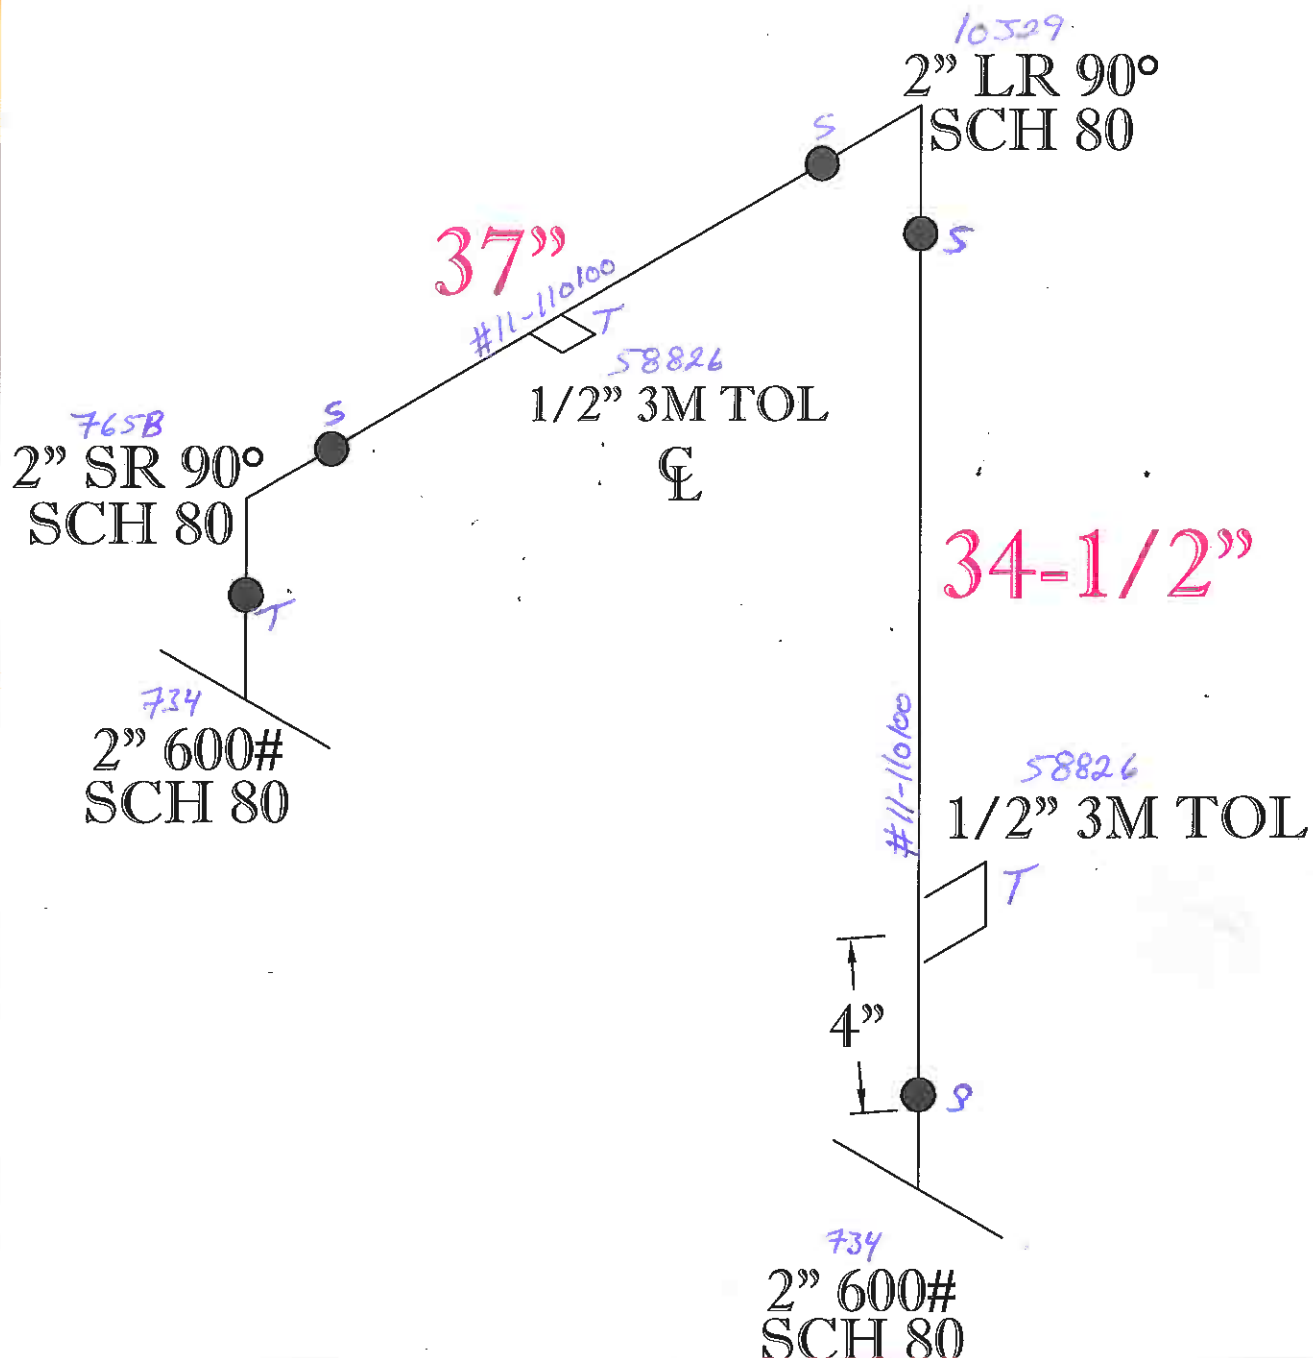 10529
2” LR 90°
SCH 80
S
S
37”
#11-110100
T
58826
1/2” 3M TOL
℄
765B
S
2” SR 90°
SCH 80
T
34-1/2”
734
2” 600#
SCH 80
#11-110100
58826
1/2” 3M TOL
T
4”
S
734
2” 600#
SCH 80